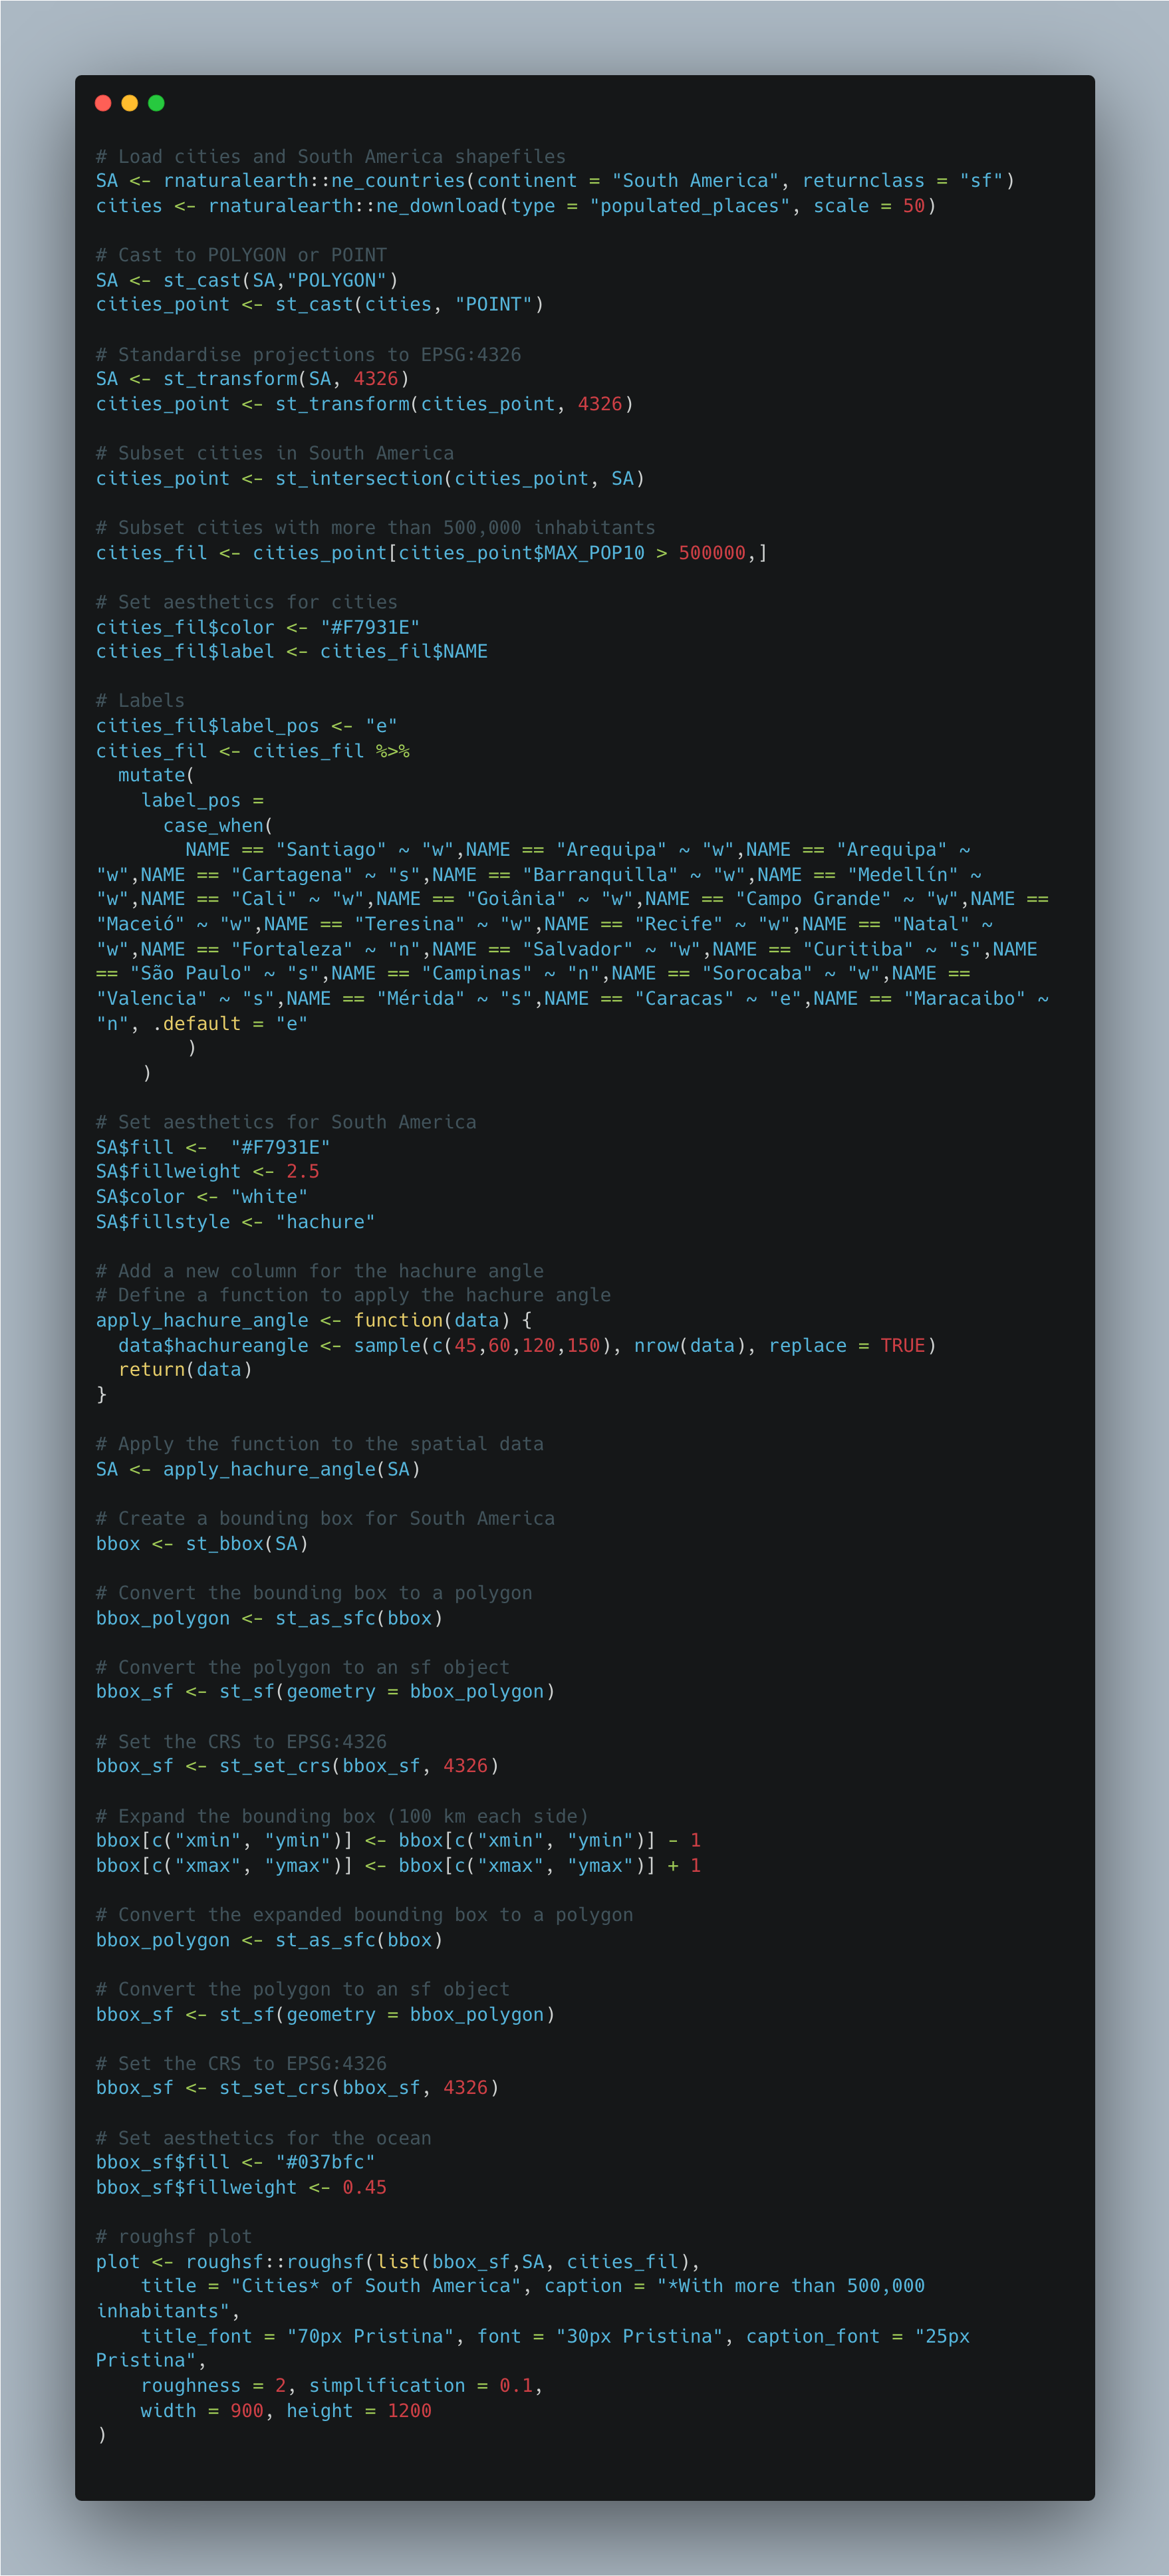 # Load cities and South America shapefiles
SA <- rnaturalearth::ne_countries(continent = "South America", returnclass = "sf")
cities <- rnaturalearth::ne_download(type = "populated_places", scale = 50)

# Cast to POLYGON or POINT
SA <- st_cast(SA,"POLYGON")
cities_point <- st_cast(cities, "POINT")

# Standardise projections to EPSG:4326
SA <- st_transform(SA, 4326)
cities_point <- st_transform(cities_point, 4326)

# Subset cities in South America
cities_point <- st_intersection(cities_point, SA)

# Subset cities with more than 500,000 inhabitants
cities_fil <- cities_point[cities_point$MAX_POP10 > 500000,]

# Set aesthetics for cities
cities_fil$color <- "#F7931E"
cities_fil$label <- cities_fil$NAME

# Labels
cities_fil$label_pos <- "e"
cities_fil <- cities_fil %>%
  mutate(
    label_pos =
      case_when(
        NAME == "Santiago" ~ "w",NAME == "Arequipa" ~ "w",NAME == "Arequipa" ~
"w",NAME == "Cartagena" ~ "s",NAME == "Barranquilla" ~ "w",NAME == "Medellín" ~
"w",NAME == "Cali" ~ "w",NAME == "Goiânia" ~ "w",NAME == "Campo Grande" ~ "w",NAME ==
"Maceió" ~ "w",NAME == "Teresina" ~ "w",NAME == "Recife" ~ "w",NAME == "Natal" ~
"w",NAME == "Fortaleza" ~ "n",NAME == "Salvador" ~ "w",NAME == "Curitiba" ~ "s",NAME
== "São Paulo" ~ "s",NAME == "Campinas" ~ "n",NAME == "Sorocaba" ~ "w",NAME ==
"Valencia" ~ "s",NAME == "Mérida" ~ "s",NAME == "Caracas" ~ "e",NAME == "Maracaibo" ~
"n", .default = "e"
        )
    )

# Set aesthetics for South America
SA$fill <-  "#F7931E"
SA$fillweight <- 2.5
SA$color <- "white"
SA$fillstyle <- "hachure"

# Add a new column for the hachure angle
# Define a function to apply the hachure angle
apply_hachure_angle <- function(data) {
  data$hachureangle <- sample(c(45,60,120,150), nrow(data), replace = TRUE)
  return(data)
}

# Apply the function to the spatial data
SA <- apply_hachure_angle(SA)

# Create a bounding box for South America
bbox <- st_bbox(SA)

# Convert the bounding box to a polygon
bbox_polygon <- st_as_sfc(bbox)

# Convert the polygon to an sf object
bbox_sf <- st_sf(geometry = bbox_polygon)

# Set the CRS to EPSG:4326
bbox_sf <- st_set_crs(bbox_sf, 4326)

# Expand the bounding box (100 km each side)
bbox[c("xmin", "ymin")] <- bbox[c("xmin", "ymin")] - 1
bbox[c("xmax", "ymax")] <- bbox[c("xmax", "ymax")] + 1

# Convert the expanded bounding box to a polygon
bbox_polygon <- st_as_sfc(bbox)

# Convert the polygon to an sf object
bbox_sf <- st_sf(geometry = bbox_polygon)

# Set the CRS to EPSG:4326
bbox_sf <- st_set_crs(bbox_sf, 4326)

# Set aesthetics for the ocean
bbox_sf$fill <- "#037bfc"
bbox_sf$fillweight <- 0.45

# roughsf plot
plot <- roughsf::roughsf(list(bbox_sf,SA, cities_fil),
    title = "Cities* of South America", caption = "*With more than 500,000
inhabitants",
    title_font = "70px Pristina", font = "30px Pristina", caption_font = "25px
Pristina",
    roughness = 2, simplification = 0.1,
    width = 900, height = 1200
)